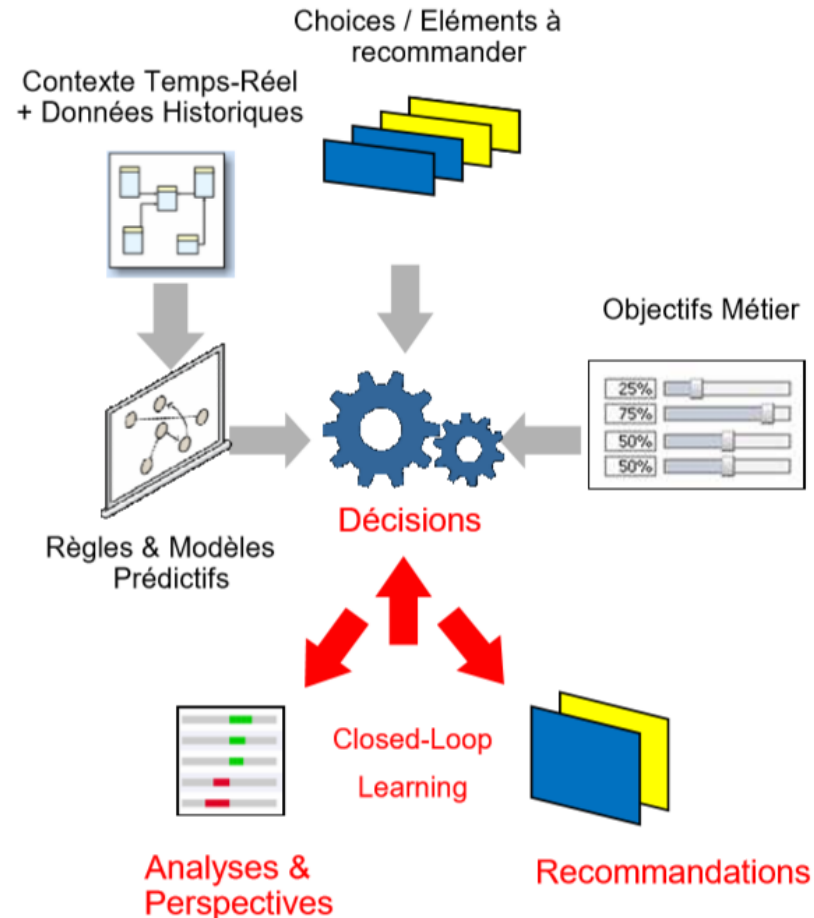 Choices / Eléments à
recommander
Contexte Temps-Réel
+ Données Historiques
Objectifs Métier
25%
75%
50%
50%
Décisions
Règles & Modèles
Prédictifs
Closed-Loop
Learning
Analyses &
Perspectives
Recommandations